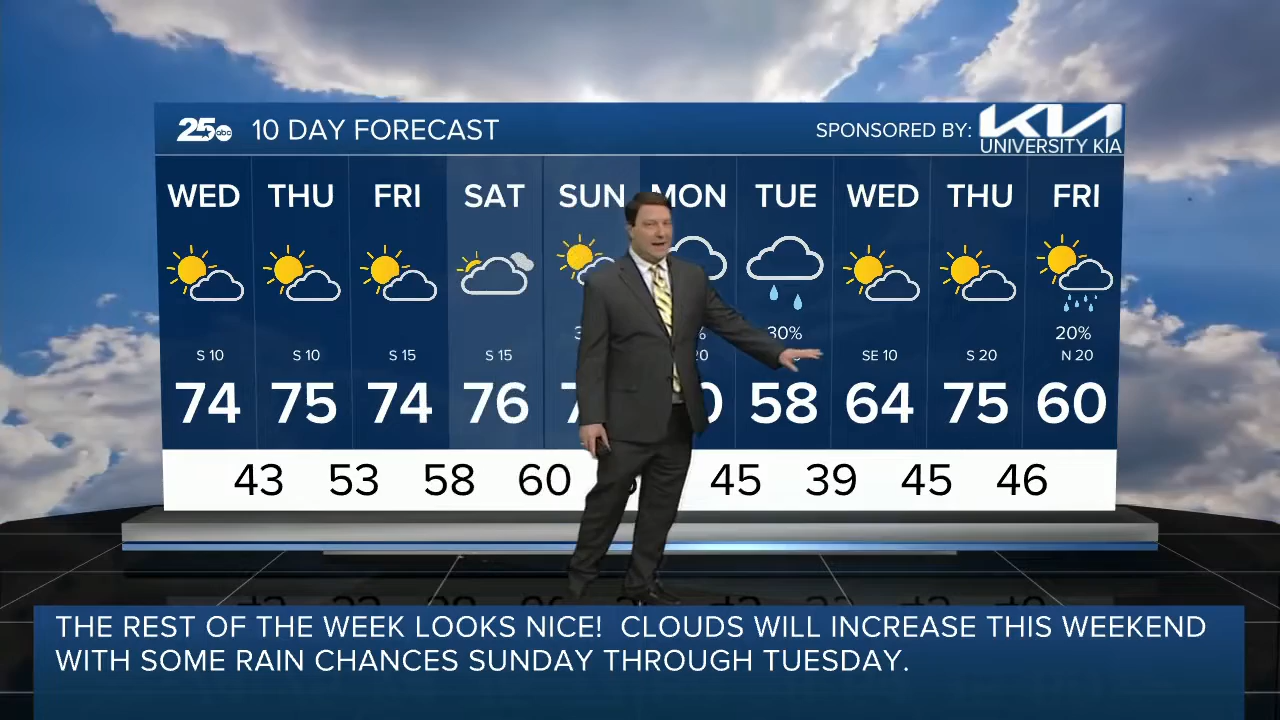 25 abc 10 DAY FORECAST SPONSORED BY: KIA
UNIVERSITY KIA
WED THU FRI SAT SUN MON TUE WED THU FRI
30% 20%
S 10 S 10 S 15 S 15 SE 10 S 20 N 20
74 75 74 76 58 64 75 60
43 53 58 60 45 39 45 46
THE REST OF THE WEEK LOOKS NICE! CLOUDS WILL INCREASE THIS WEEKEND
WITH SOME RAIN CHANCES SUNDAY THROUGH TUESDAY.